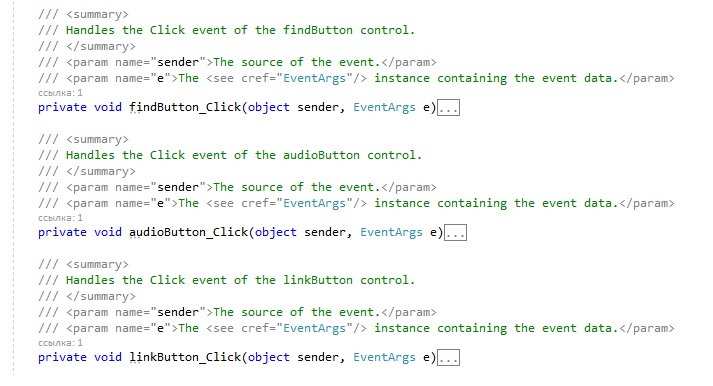 /// <summary>
/// Handles the Click event of the findButton control.
/// </summary>
/// <param name="sender">The source of the event.</param>
/// <param name="e">The <see cref="EventArgs"/> instance containing the event data.</param>
ссылка: 1
private void findButton_Click(object sender, EventArgs e)...
/// <summary>
/// Handles the Click event of the audioButton control.
/// </summary>
/// <param name="sender">The source of the event.</param>
/// <param name="e">The <see cref="EventArgs"/> instance containing the event data.</param>
ссылка: 1
private void audioButton_Click(object sender, EventArgs e)...
/// <summary>
/// Handles the Click event of the linkButton control.
/// </summary>
/// <param name="sender">The source of the event.</param>
/// <param name="e">The <see cref="EventArgs"/> instance containing the event data.</param>
ссылка: 1
private void linkButton_Click(object sender, EventArgs e)...